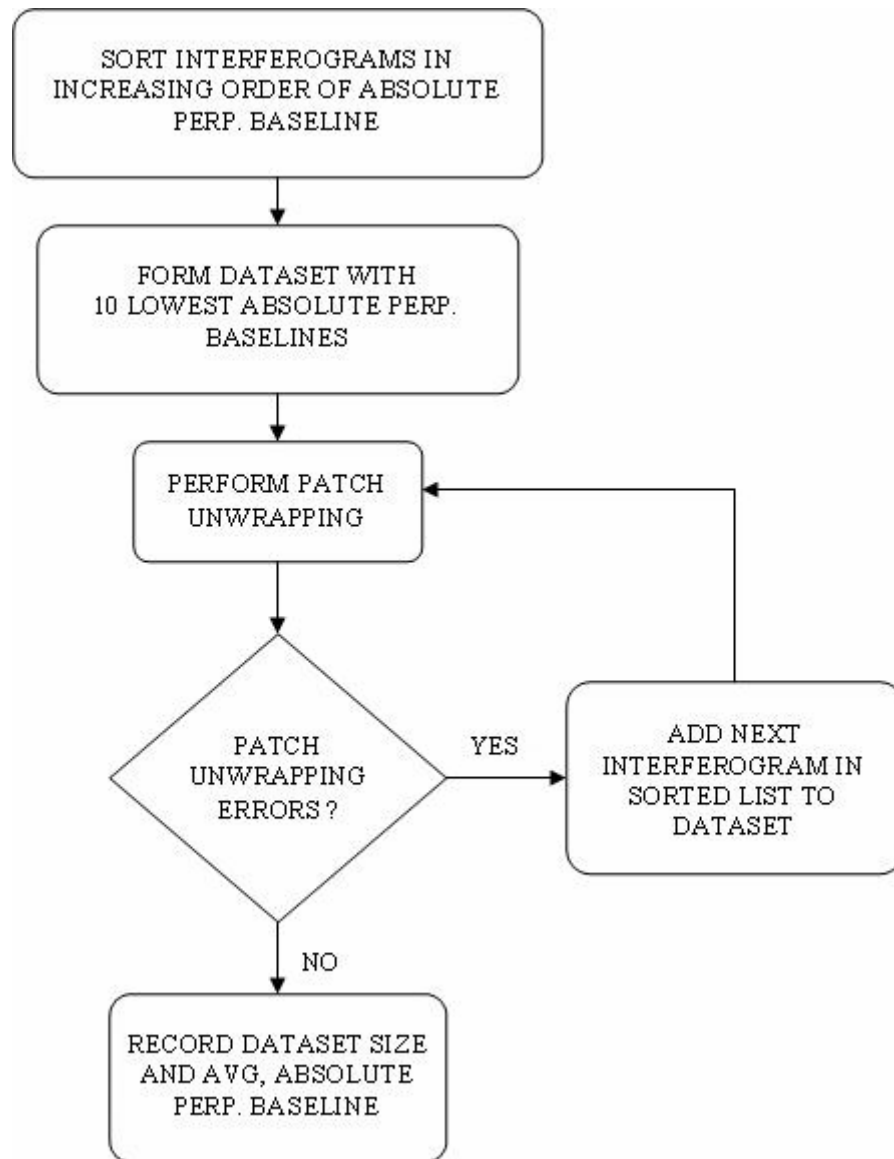 SORT INTERFEROGRAMS IN
INCREASING ORDER OF ABSOLUTE
PERP. BASELINE
FORM DATASET WITH
10 LOWEST ABSOLUTE PERP.
BASELINES
PERFORM PATCH
UNWRAPPING
PATCH
UNWRAPPING
ERRORS ?
YES
ADD NEXT
INTERFEROGRAM IN
SORTED LIST TO
DATASET
NO
RECORD DATASET SIZE
AND AVG, ABSOLUTE
PERP. BASELINE